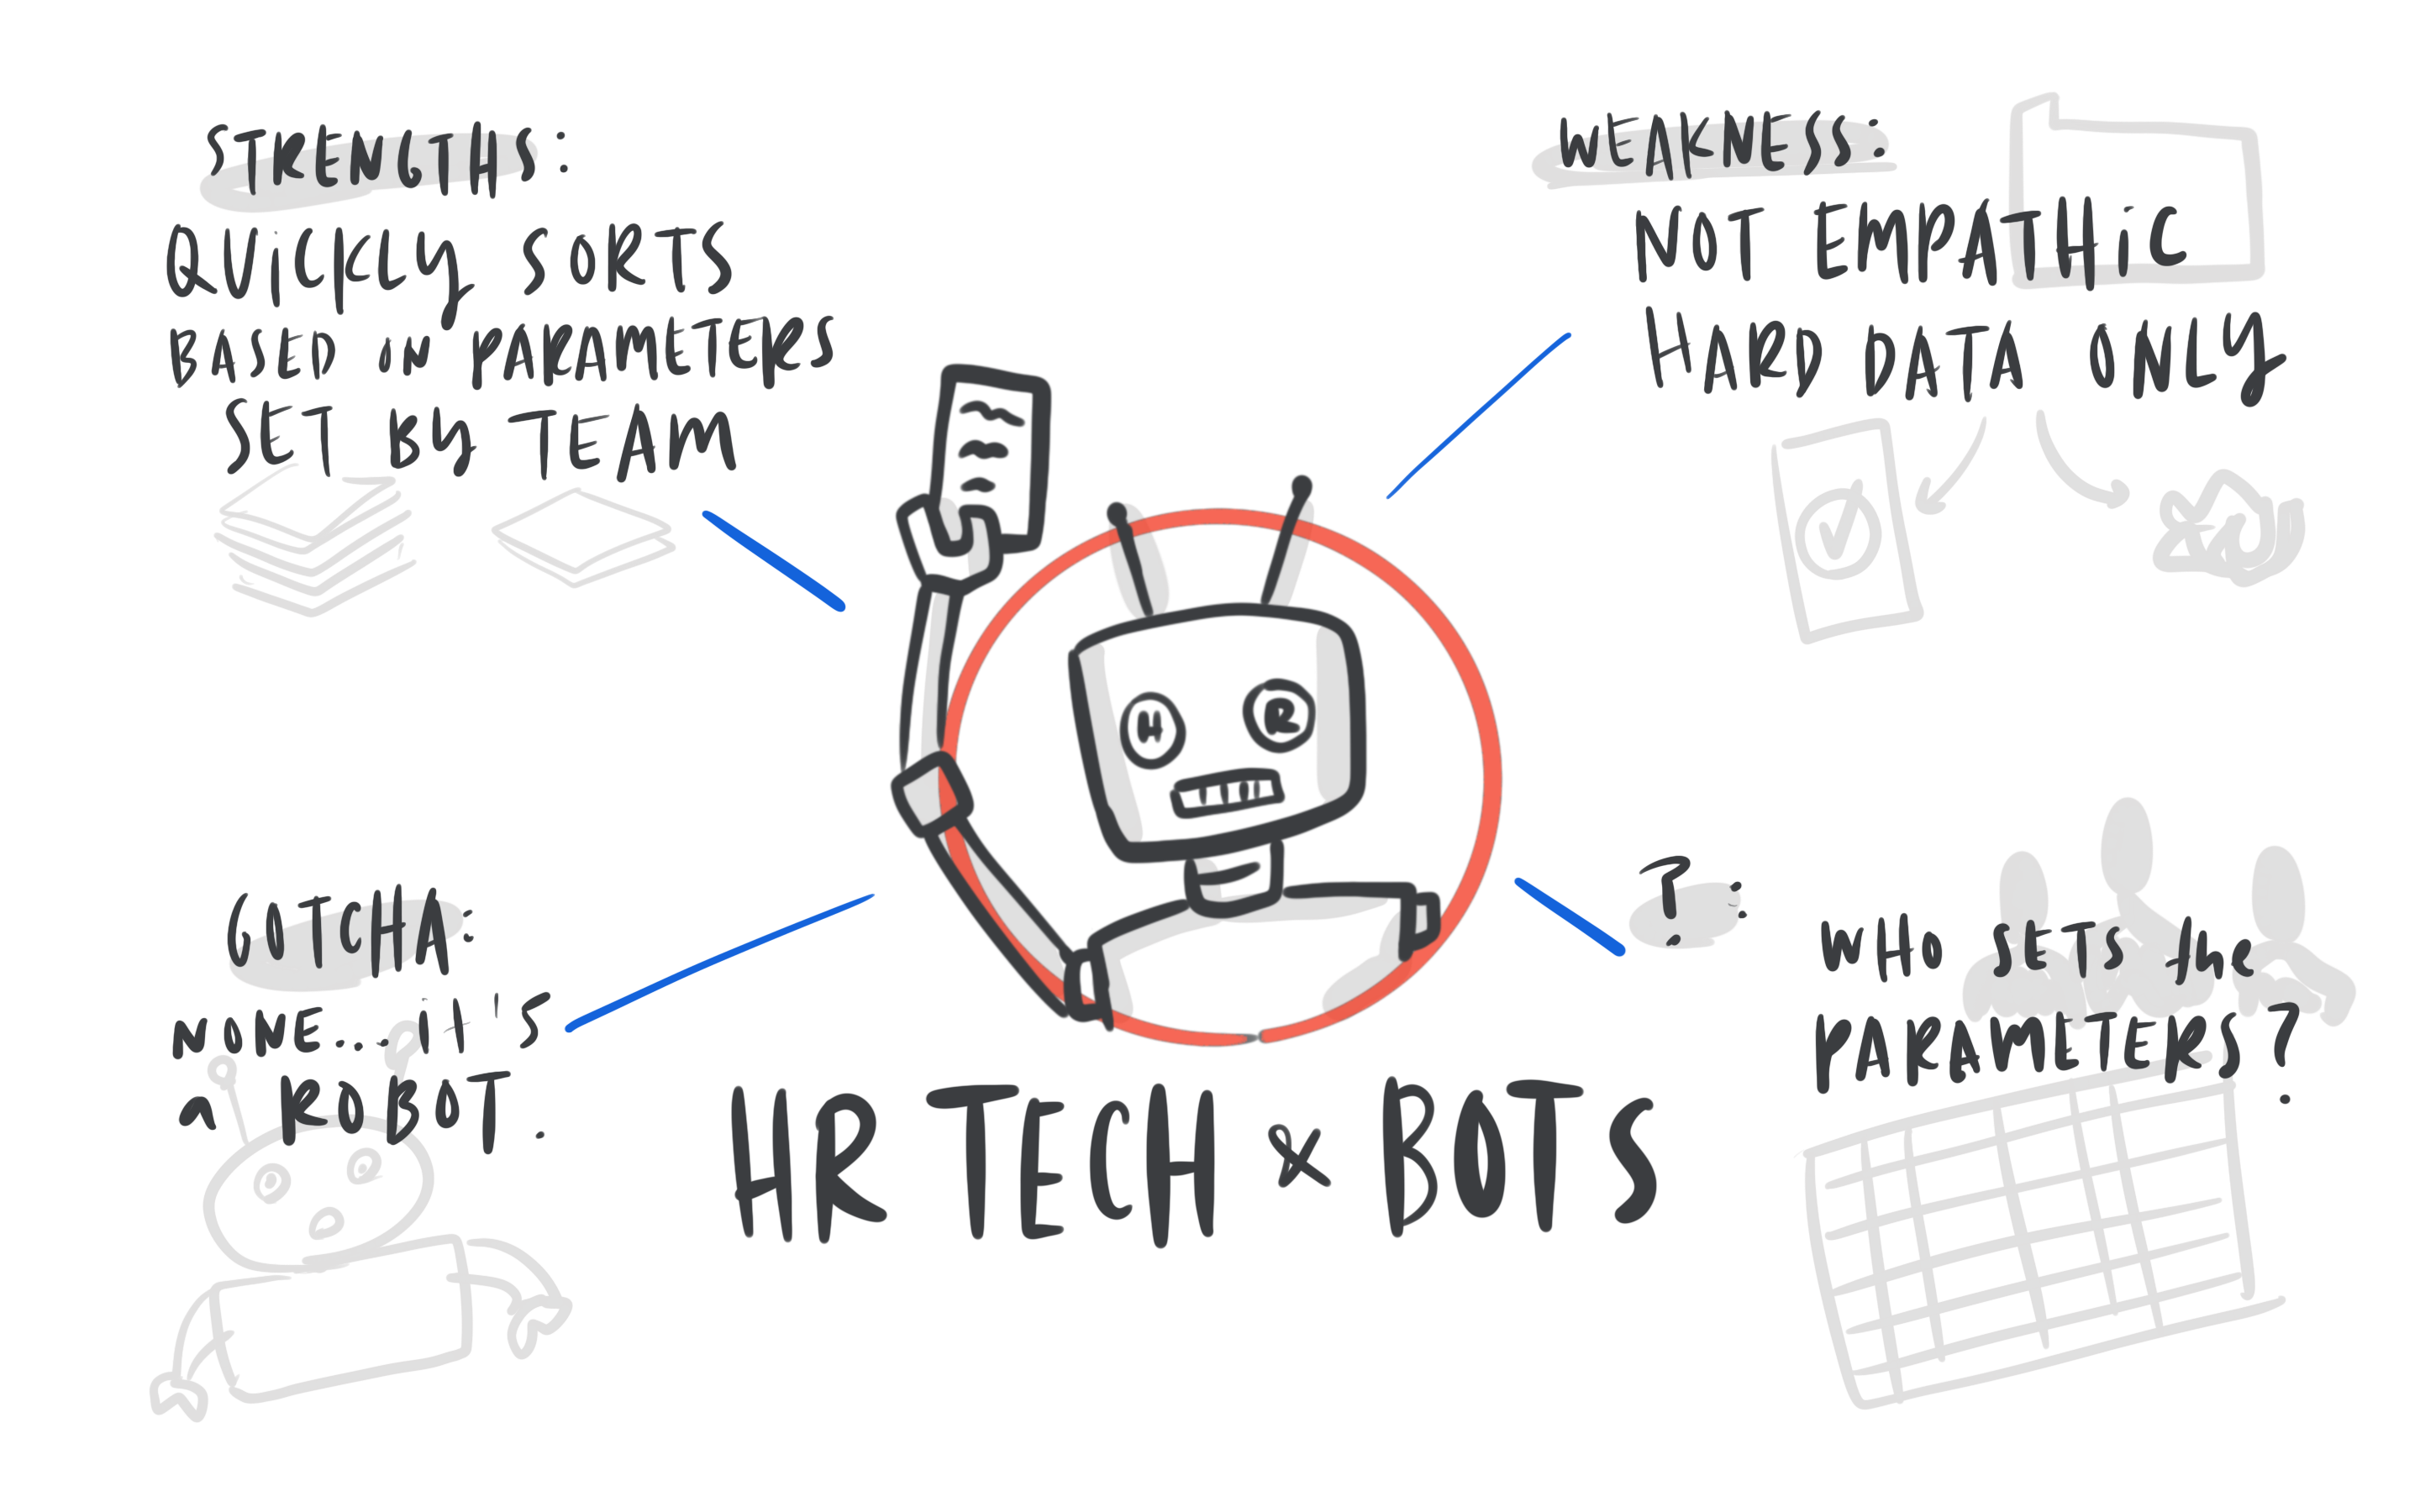 STRENGTHS:
QUiCKLY SORTS
BASED ON PARAMETERS
SET BY TEAM
WEAKNESS:
NOT EMPATHiC
HARD DATA ONLY
H R
GOTCHA:
NONE... it's
A ROBOT.
?:
WHO SETS the
PARAMETERS?
HR TECH & BOTS